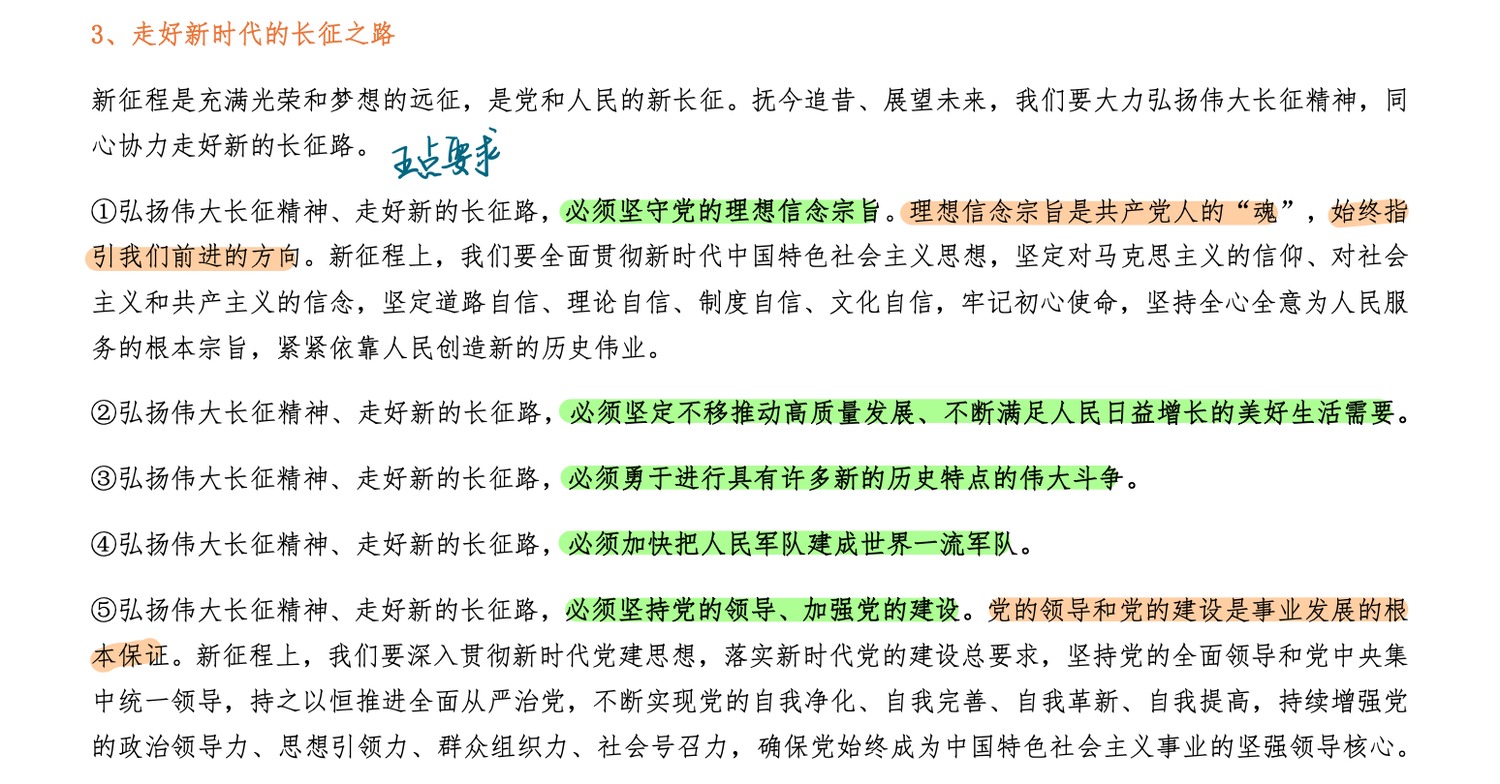 3、走好新时代的长征之路
新征程是充满光荣和梦想的远征，是党和人民的新长征。抚今追昔、展望未来，我们要大力弘扬伟大长征精神，同
心协力走好新的长征路。
五点要求
①弘扬伟大长征精神、走好新的长征路，必须坚守党的理想信念宗旨。理想信念宗旨是共产党人的“魂”，始终指
引我们前进的方向。新征程上，我们要全面贯彻新时代中国特色社会主义思想，坚定对马克思主义的信仰、对社会
主义和共产主义的信念，坚定道路自信、理论自信、制度自信、文化自信，牢记初心使命，坚持全心全意为人民服
务的根本宗旨，紧紧依靠人民创造新的历史伟业。
②弘扬伟大长征精神、走好新的长征路，必须坚定不移推动高质量发展、不断满足人民日益增长的美好生活需要。
③弘扬伟大长征精神、走好新的长征路，必须勇于进行具有许多新的历史特点的伟大斗争。
④弘扬伟大长征精神、走好新的长征路，必须加快把人民军队建成世界一流军队。
⑤弘扬伟大长征精神、走好新的长征路，必须坚持党的领导、加强党的建设。党的领导和党的建设是事业发展的根
本保证。新征程上，我们要深入贯彻新时代党建思想，落实新时代党的建设总要求，坚持党的全面领导和党中央集
中统一领导，持之以恒推进全面从严治党，不断实现党的自我净化、自我完善、自我革新、自我提高，持续增强党
的政治领导力、思想引领力、群众组织力、社会号召力，确保党始终成为中国特色社会主义事业的坚强领导核心。